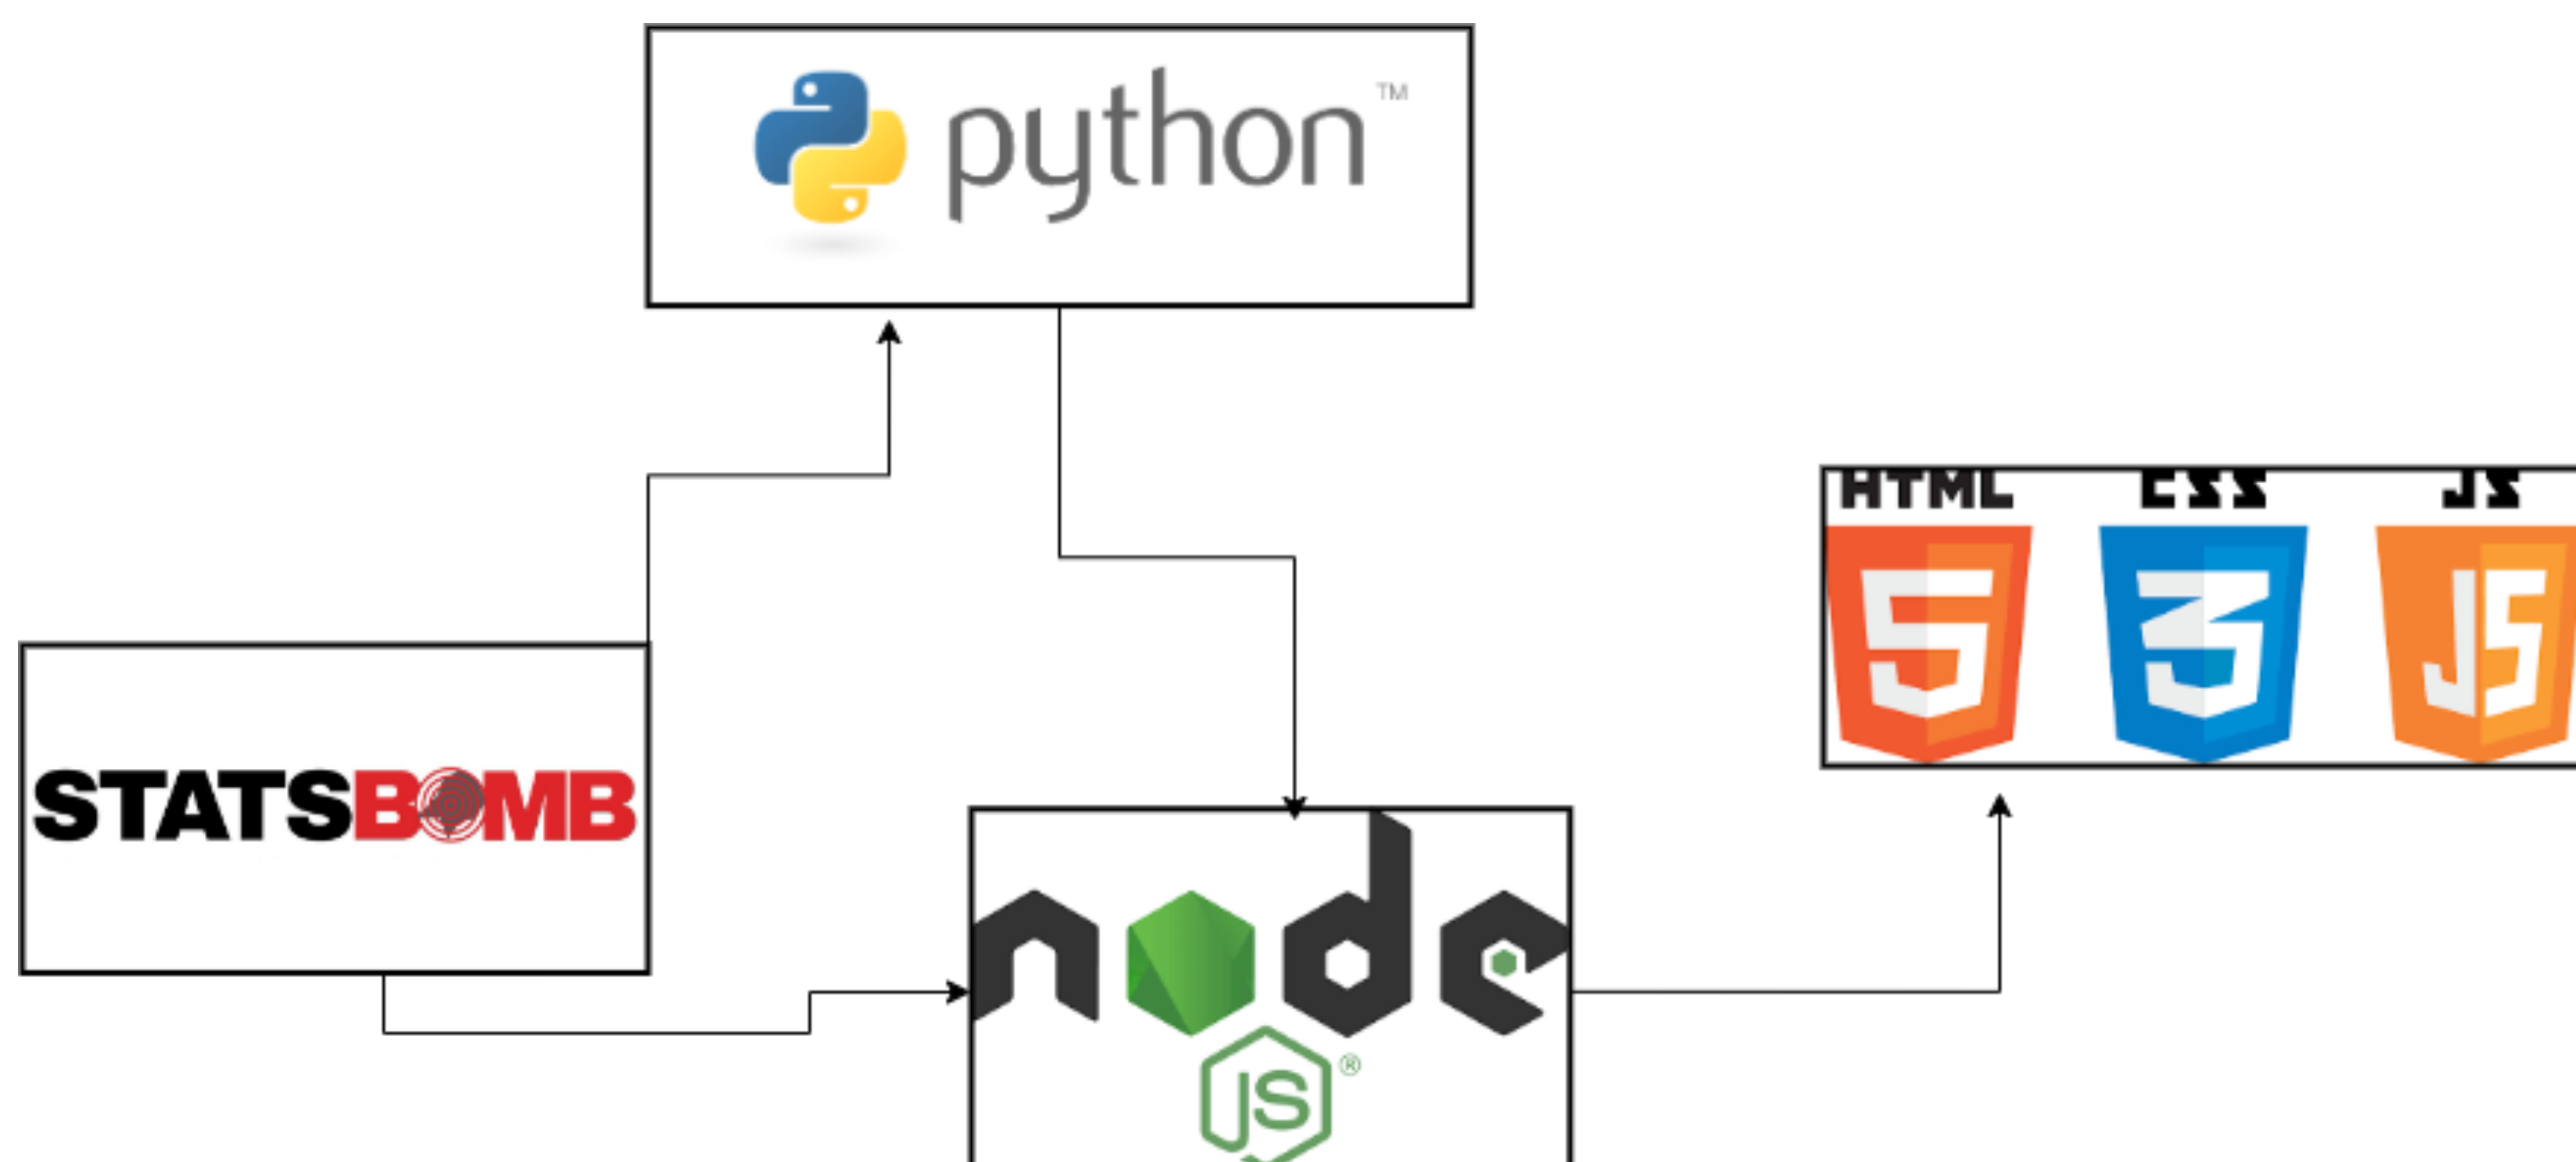 python™
HTML CSS JS
5 3 JS
STATSBOMB
node
JS®